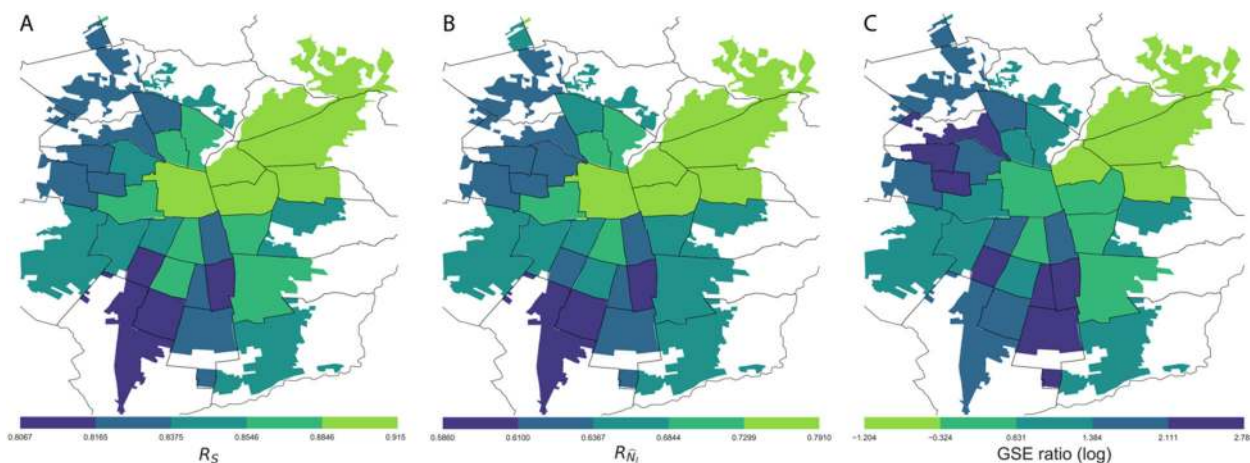 A
B
C
0.8067 0.8165 0.8375 0.8546 0.8846 0.915
R_S
0.5860 0.6100 0.6367 0.6844 0.7299 0.7910
R_N̂ᵢ
−1.204 −0.324 0.631 1.384 2.111 2.78
GSE ratio (log)